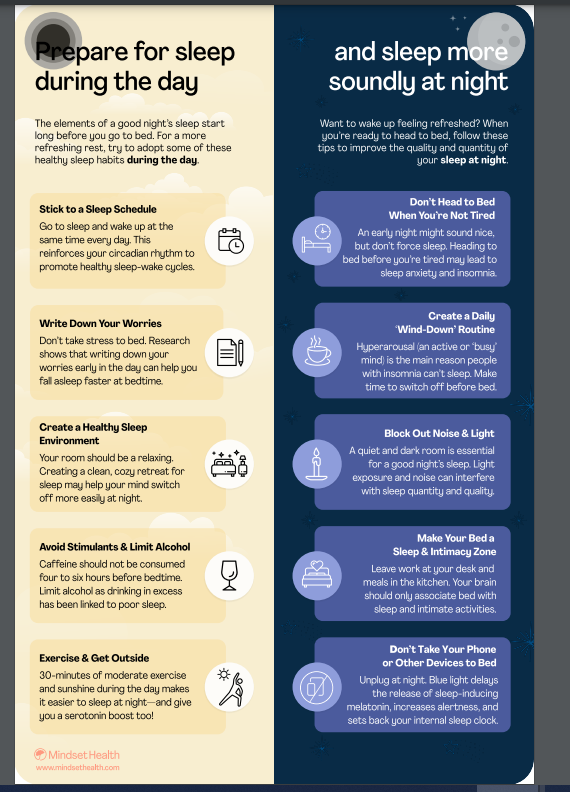 Prepare for sleep
during the day
The elements of a good night's sleep start
long before you go to bed. For a more
refreshing rest, try to adopt some of these
healthy sleep habits during the day.
Stick to a Sleep Schedule
Go to sleep and wake up at the
same time every day. This
reinforces your circadian rhythm to
promote healthy sleep-wake cycles.
Write Down Your Worries
Don't take stress to bed. Research
shows that writing down your
worries early in the day can help you
fall asleep faster at bedtime.
Create a Healthy Sleep
Environment
Your room should be a relaxing.
Creating a clean, cozy retreat for
sleep may help your mind switch
off more easily at night.
Avoid Stimulants & Limit Alcohol
Caffeine should not be consumed
four to six hours before bedtime.
Limit alcohol as drinking in excess
has been linked to poor sleep.
Exercise & Get Outside
30-minutes of moderate exercise
and sunshine during the day makes
it easier to sleep at night—and give
you a serotonin boost too!
Mindset Health
www.mindsethealth.com
and sleep more
soundly at night
Want to wake up feeling refreshed? When
you're ready to head to bed, follow these
tips to improve the quality and quantity of
your sleep at night.
Don't Head to Bed
When You're Not Tired
An early night might sound nice,
but don't force sleep. Heading to
bed before you're tired may lead to
sleep anxiety and insomnia.
Create a Daily
'Wind-Down' Routine
Hyperarousal (an active or 'busy'
mind) is the main reason people
with insomnia can't sleep. Make
time to switch off before bed.
Block Out Noise & Light
A quiet and dark room is essential
for a good night's sleep. Light
exposure and noise can interfere
with sleep quantity and quality.
Make Your Bed a
Sleep & Intimacy Zone
Leave work at your desk and
meals in the kitchen. Your brain
should only associate bed with
sleep and intimate activities.
Don't Take Your Phone
or Other Devices to Bed
Unplug at night. Blue light delays
the release of sleep-inducing
melatonin, increases alertness, and
sets back your internal sleep clock.